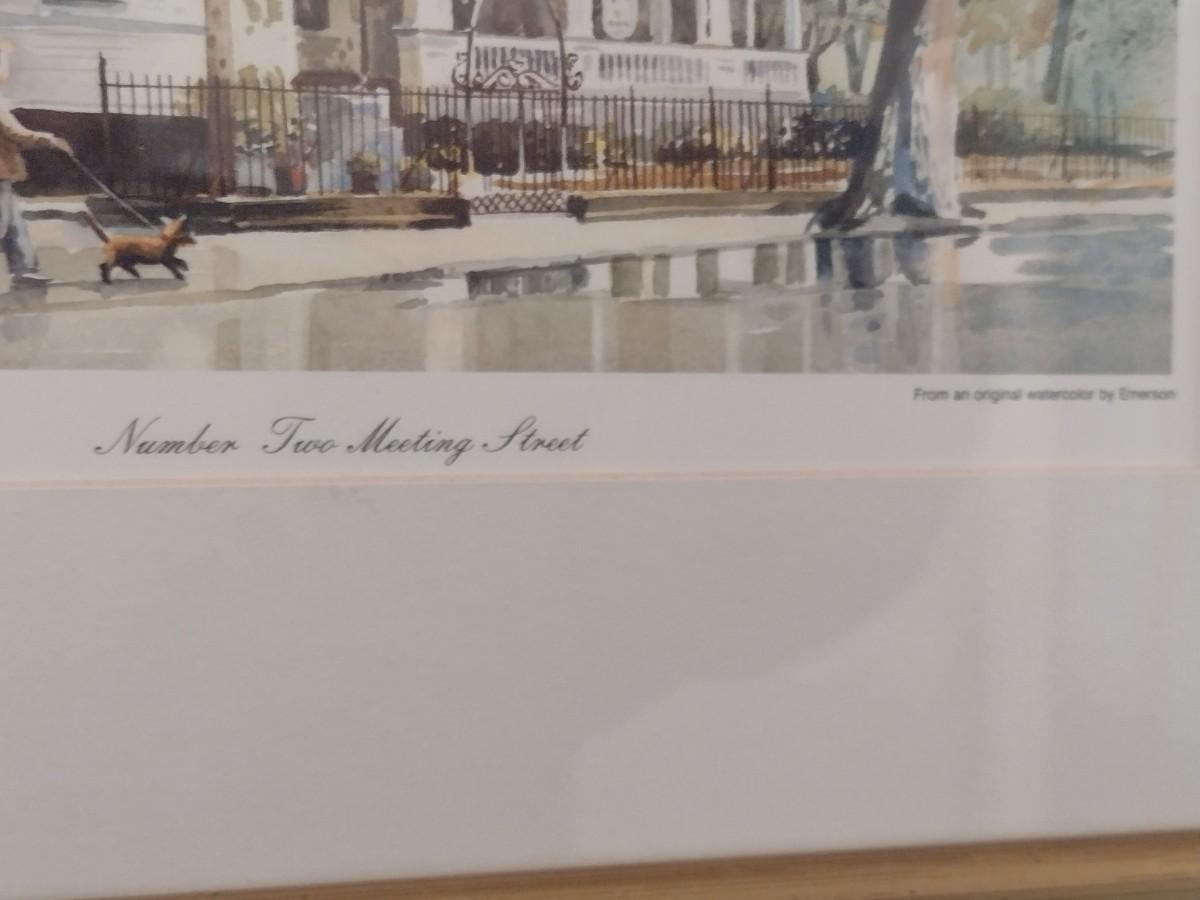 From an original watercolor by Emerson
Number Two Meeting Street